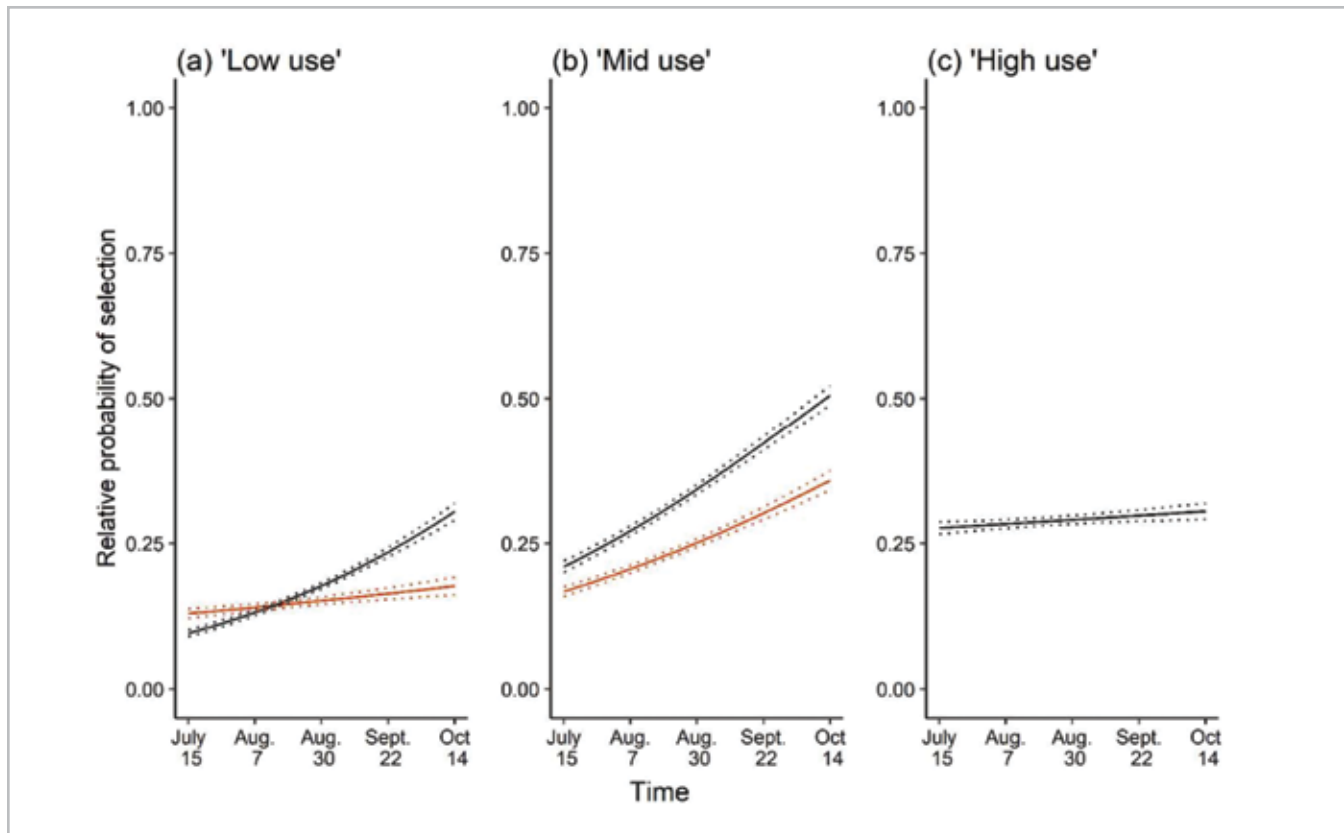 (a) 'Low use'
(b) 'Mid use'
(c) 'High use'
Relative probability of selection
1.00
0.75
0.50
0.25
0.00
1.00
0.75
0.50
0.25
0.00
1.00
0.75
0.50
0.25
0.00
July Aug. Aug. Sept. Oct
15 7 30 22 14
July Aug. Aug. Sept. Oct
15 7 30 22 14
July Aug. Aug. Sept. Oct
15 7 30 22 14
Time